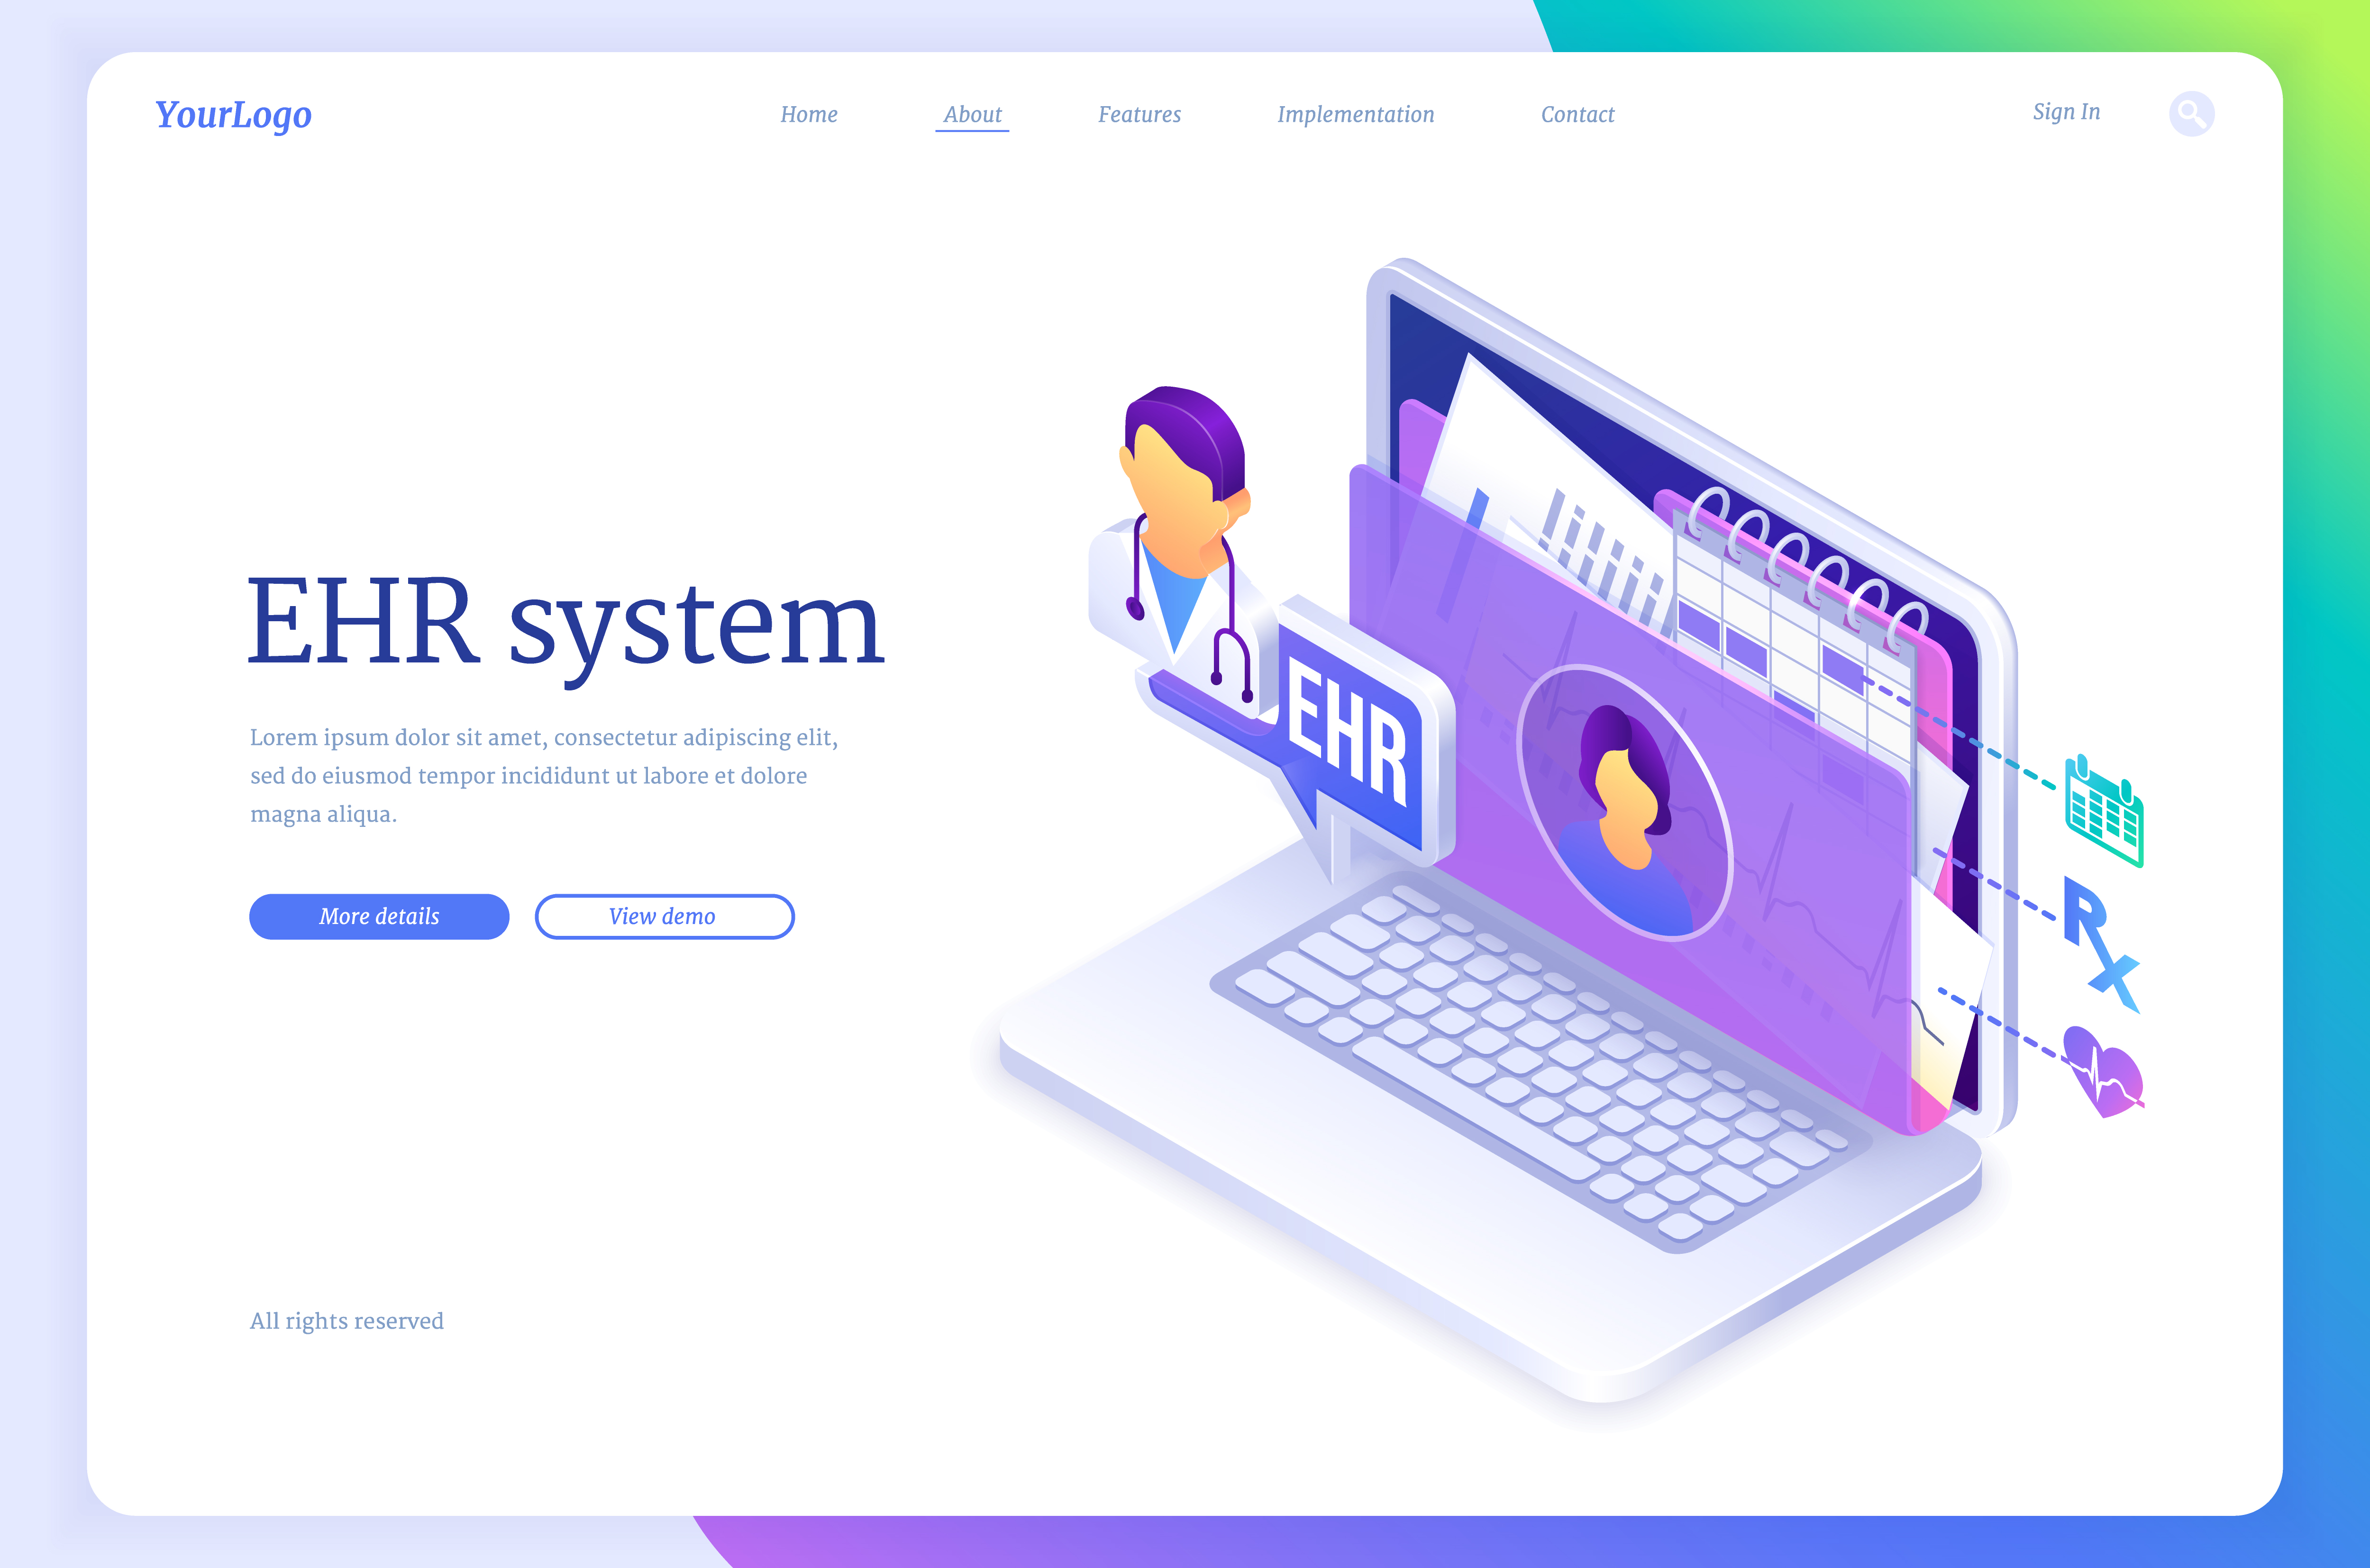 YourLogo
Home
About
Features
Implementation
Contact
Sign In
EHR system
Lorem ipsum dolor sit amet, consectetur adipiscing elit,
sed do eiusmod tempor incididunt ut labore et dolore
magna aliqua.
More details
View demo
EHR
Rx
All rights reserved